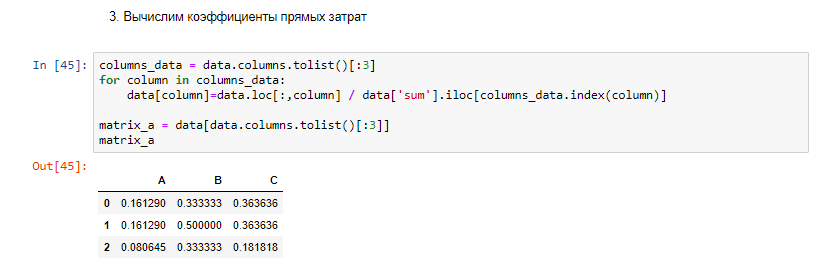 3. Вычислим коэффициенты прямых затрат
In [45]: columns_data = data.columns.tolist()[:3]
for column in columns_data:
    data[column]=data.loc[:,column] / data['sum'].iloc[columns_data.index(column)]

matrix_a = data[data.columns.tolist()[:3]]
matrix_a
Out[45]:
A B C
0 0.161290 0.333333 0.363636
1 0.161290 0.500000 0.363636
2 0.080645 0.333333 0.181818